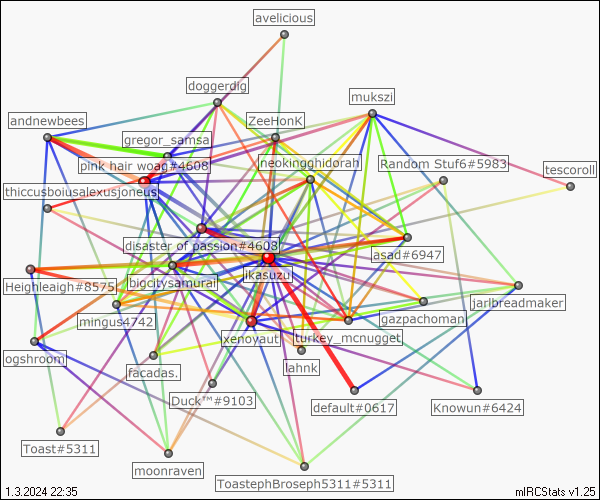 avelicious
doggerdig
mukszi
andnewbees
ZeeHonK
gregor_samsa
pink hair woag#4608
neokingghidorah
Random Stuf6#5983
tescoroll
thiccusboiusalexusjoneus
disaster of passion#4608
asad#6947
Heighleaigh#8575
bigcitysamurai
ikasuzu
jarlbreadmaker
mingus4742
xenoyaut
turkey_mcnugget
gazpachoman
ogshroom
facadas.
lahnk
Duck™#9103
default#0617
Knowun#6424
Toast#5311
moonraven
ToastephBroseph5311#5311
1.3.2024 22:35
mIRCStats v1.25